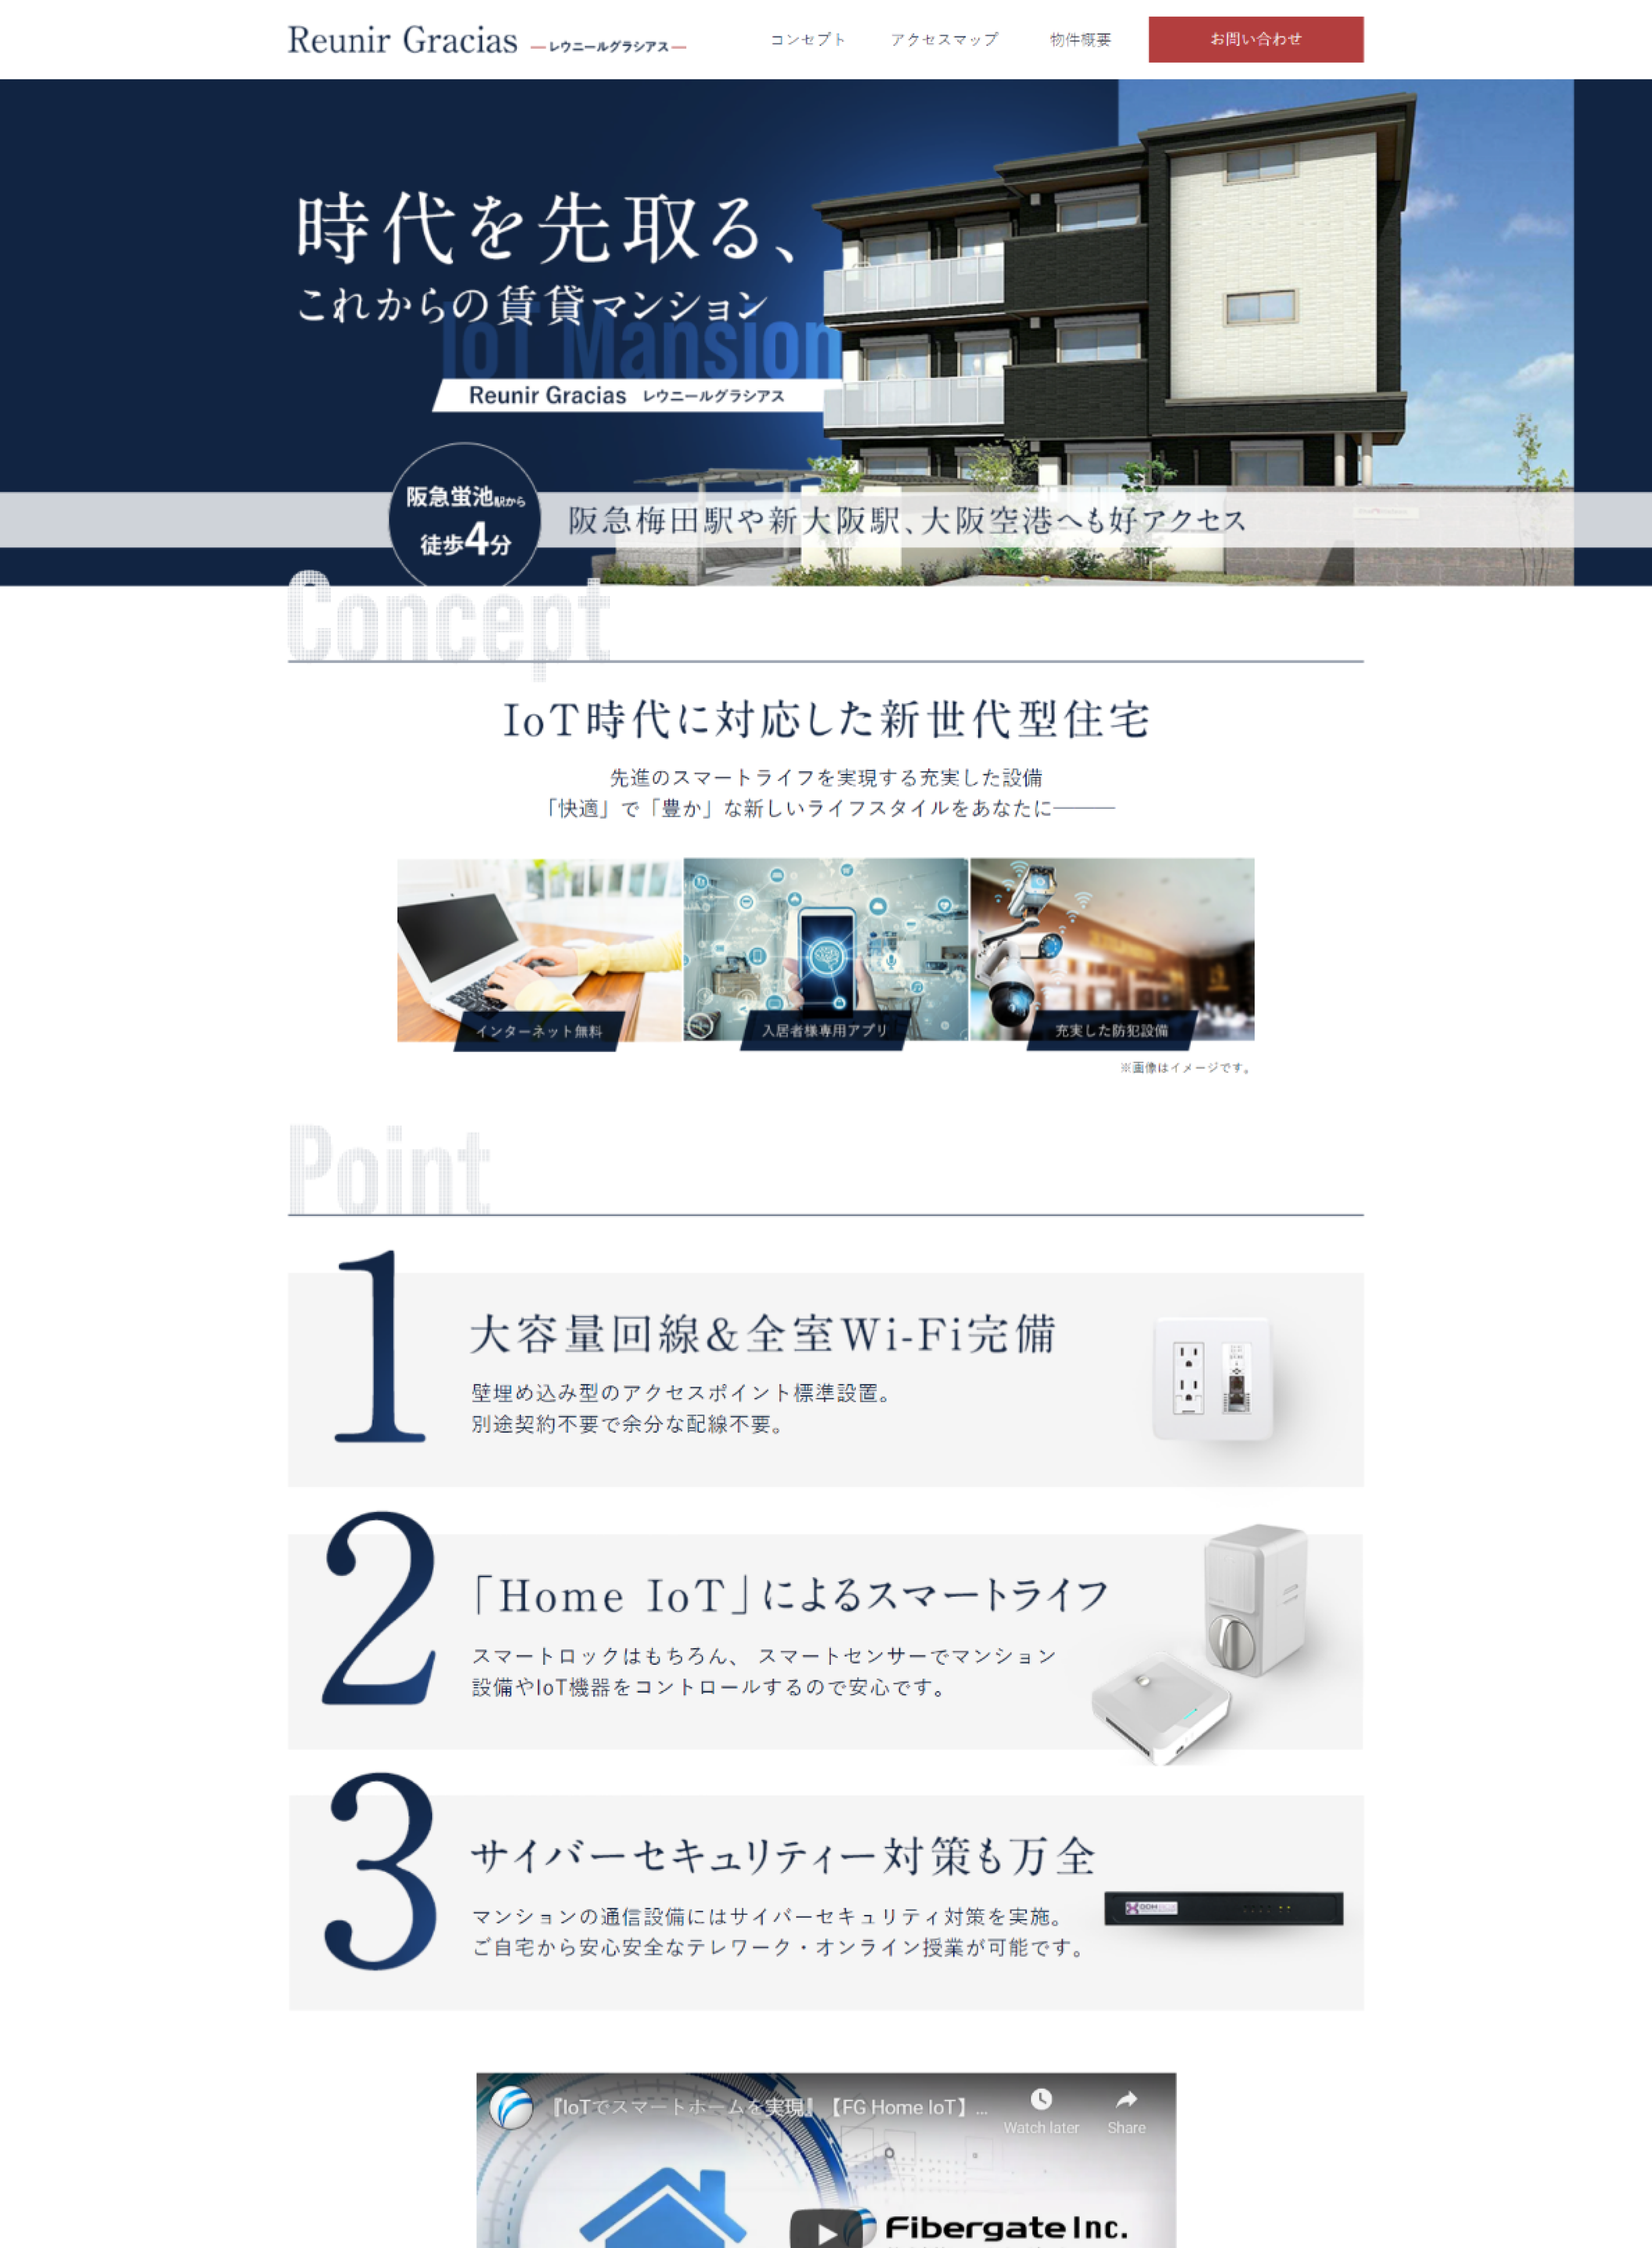 Reunir Gracias ―レウニールグラシアス―
コンセプト
アクセスマップ
物件概要
お問い合わせ
時代を先取る、
これからの賃貸マンション
IoT Mansion
Reunir Gracias レウニールグラシアス
阪急蛍池駅から
徒歩4分
阪急梅田駅や新大阪駅、大阪空港へも好アクセス
Concept
IoT時代に対応した新世代型住宅
先進のスマートライフを実現する充実した設備
「快適」で「豊か」な新しいライフスタイルをあなたに―――
インターネット無料
入居者様専用アプリ
充実した防犯設備
※画像はイメージです。
Point
1
大容量回線&全室Wi-Fi完備
壁埋め込み型のアクセスポイント標準設置。
別途契約不要で余分な配線不要。
2
「Home IoT」によるスマートライフ
スマートロックはもちろん、 スマートセンサーでマンション
設備やIoT機器をコントロールするので安心です。
3
サイバーセキュリティー対策も万全
マンションの通信設備にはサイバーセキュリティ対策を実施。
ご自宅から安心安全なテレワーク・オンライン授業が可能です。
『IoTでスマートホームを実現』【FG Home IoT】...
Watch later
Share
Fibergate Inc.